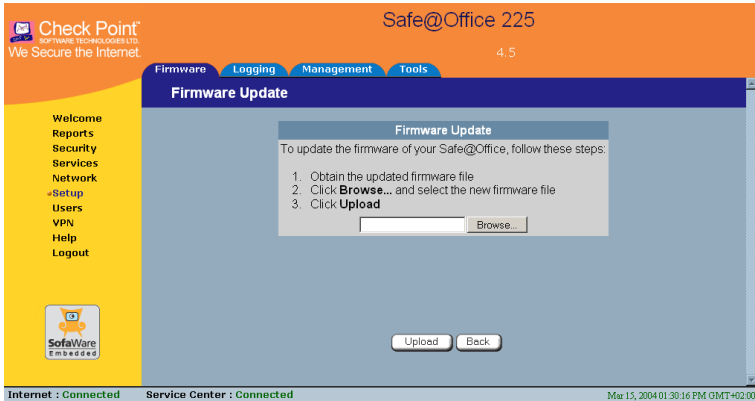 Check Point™
SOFTWARE TECHNOLOGIES LTD.
We Secure the Internet.
Safe@Office 225
4.5
Firmware Logging Management Tools
Firmware Update
Welcome
Reports
Security
Services
Network
Setup
Users
VPN
Help
Logout
Firmware Update
To update the firmware of your Safe@Office, follow these steps:
1. Obtain the updated firmware file
2. Click Browse... and select the new firmware file
3. Click Upload
Browse...
SofaWare
Embedded
Upload Back
Internet : Connected Service Center : Connected Mar 15, 2004 01:30:16 PM GMT+02:00